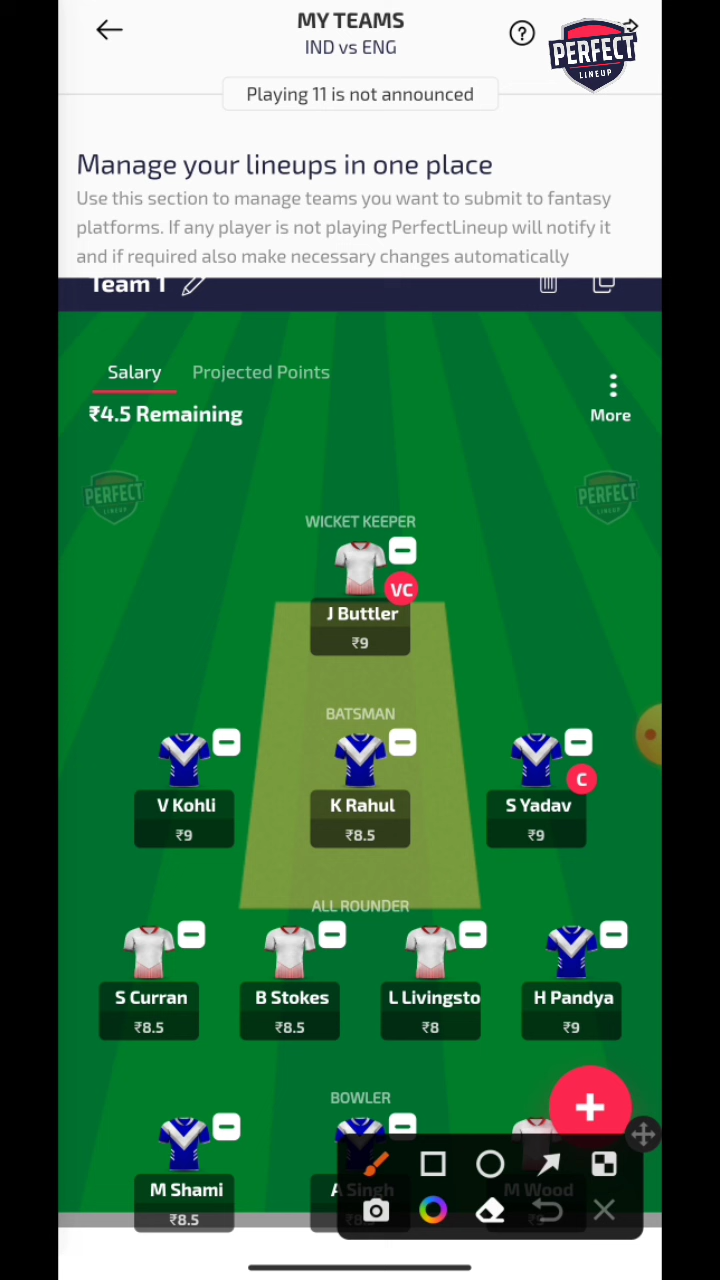 MY TEAMS
IND vs ENG
?
PERFECT
LINEUP
Playing 11 is not announced
Manage your lineups in one place
Use this section to manage teams you want to submit to fantasy
platforms. If any player is not playing PerfectLineup will notify it
and if required also make necessary changes automatically
Team 1
Salary Projected Points
₹4.5 Remaining
More
PERFECT PERFECT
LINEUP LINEUP
WICKET KEEPER
VC
J Buttler
₹9
BATSMAN
C
V Kohli K Rahul S Yadav
₹9 ₹8.5 ₹9
ALL ROUNDER
S Curran B Stokes L Livingsto H Pandya
₹8.5 ₹8.5 ₹8 ₹9
BOWLER
M Shami A Singh M Wood
₹8.5